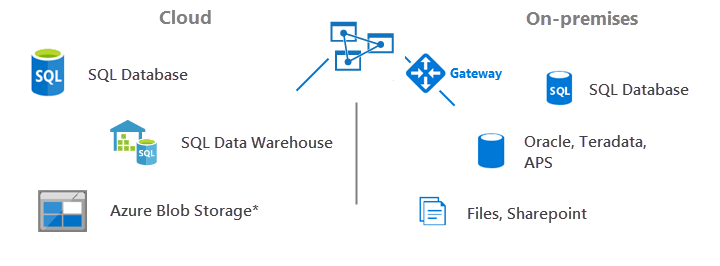 Cloud
On-premises
SQL
SQL Database
Gateway
SQL
SQL Database
SQL
SQL Data Warehouse
Oracle, Teradata,
APS
Azure Blob Storage*
Files, Sharepoint